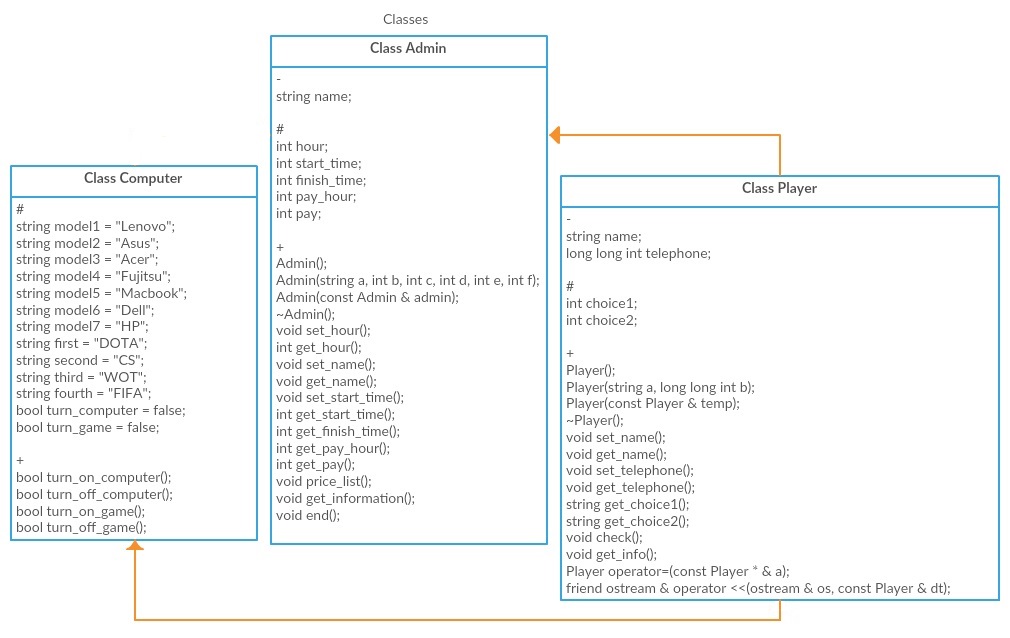 Classes
Class Admin
-
string name;
#
int hour;
int start_time;
int finish_time;
int pay_hour;
int pay;
+
Admin();
Admin(string a, int b, int c, int d, int e, int f);
Admin(const Admin & admin);
~Admin();
void set_hour();
int get_hour();
void set_name();
void get_name();
void set_start_time();
int get_start_time();
int get_finish_time();
int get_pay_hour();
int get_pay();
void price_list();
void get_information();
void end();
Class Computer
#
string model1 = "Lenovo";
string model2 = "Asus";
string model3 = "Acer";
string model4 = "Fujitsu";
string model5 = "Macbook";
string model6 = "Dell";
string model7 = "HP";
string first = "DOTA";
string second = "CS";
string third = "WOT";
string fourth = "FIFA";
bool turn_computer = false;
bool turn_game = false;
+
bool turn_on_computer();
bool turn_off_computer();
bool turn_on_game();
bool turn_off_game();
Class Player
-
string name;
long long int telephone;
#
int choice1;
int choice2;
+
Player();
Player(string a, long long int b);
Player(const Player & temp);
~Player();
void set_name();
void get_name();
void set_telephone();
void get_telephone();
string get_choice1();
string get_choice2();
void check();
void get_info();
Player operator=(const Player * & a);
friend ostream & operator <<(ostream & os, const Player & dt);